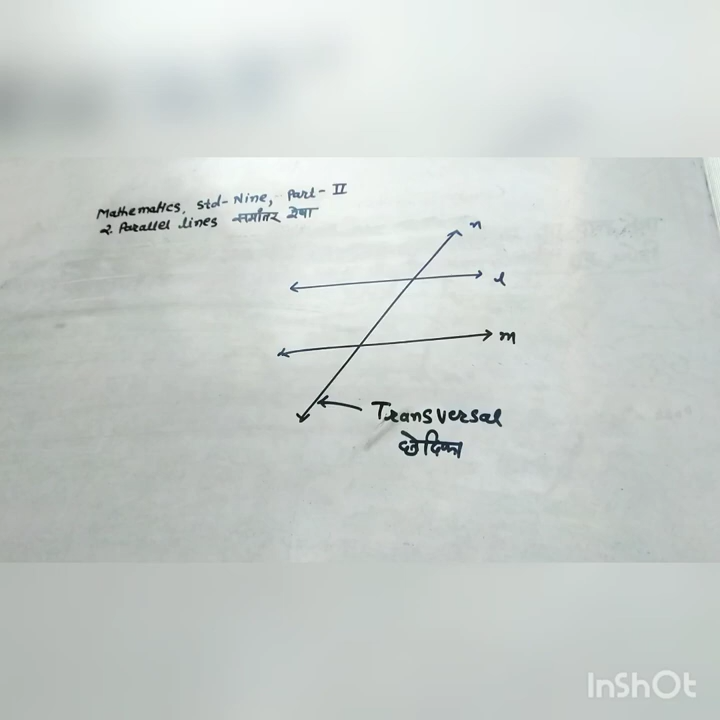 Mathematics, Std- Nine, Part- II
2. Parallel lines समांतर रेषा
n
l
m
Transversal
छेदिका
InShOt